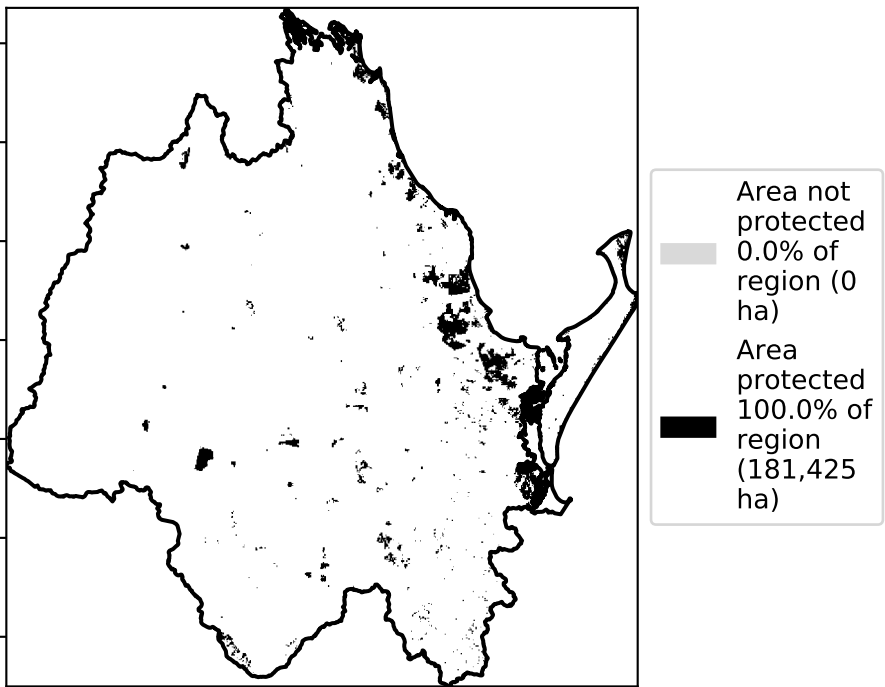 Area not
protected
0.0% of
region (0
ha)
Area
protected
100.0% of
region
(181,425
ha)